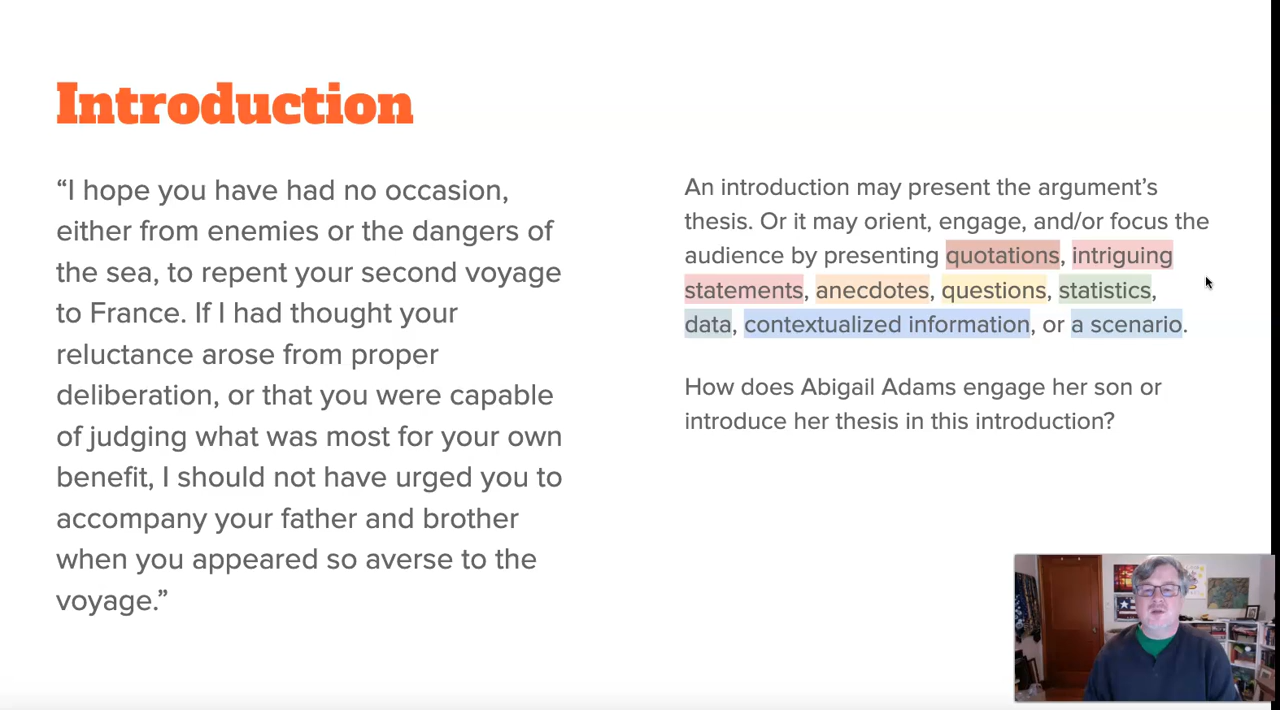 Introduction
“I hope you have had no occasion,
either from enemies or the dangers of
the sea, to repent your second voyage
to France. If I had thought your
reluctance arose from proper
deliberation, or that you were capable
of judging what was most for your own
benefit, I should not have urged you to
accompany your father and brother
when you appeared so averse to the
voyage.”
An introduction may present the argument’s
thesis. Or it may orient, engage, and/or focus the
audience by presenting quotations, intriguing
statements, anecdotes, questions, statistics,
data, contextualized information, or a scenario.
How does Abigail Adams engage her son or
introduce her thesis in this introduction?